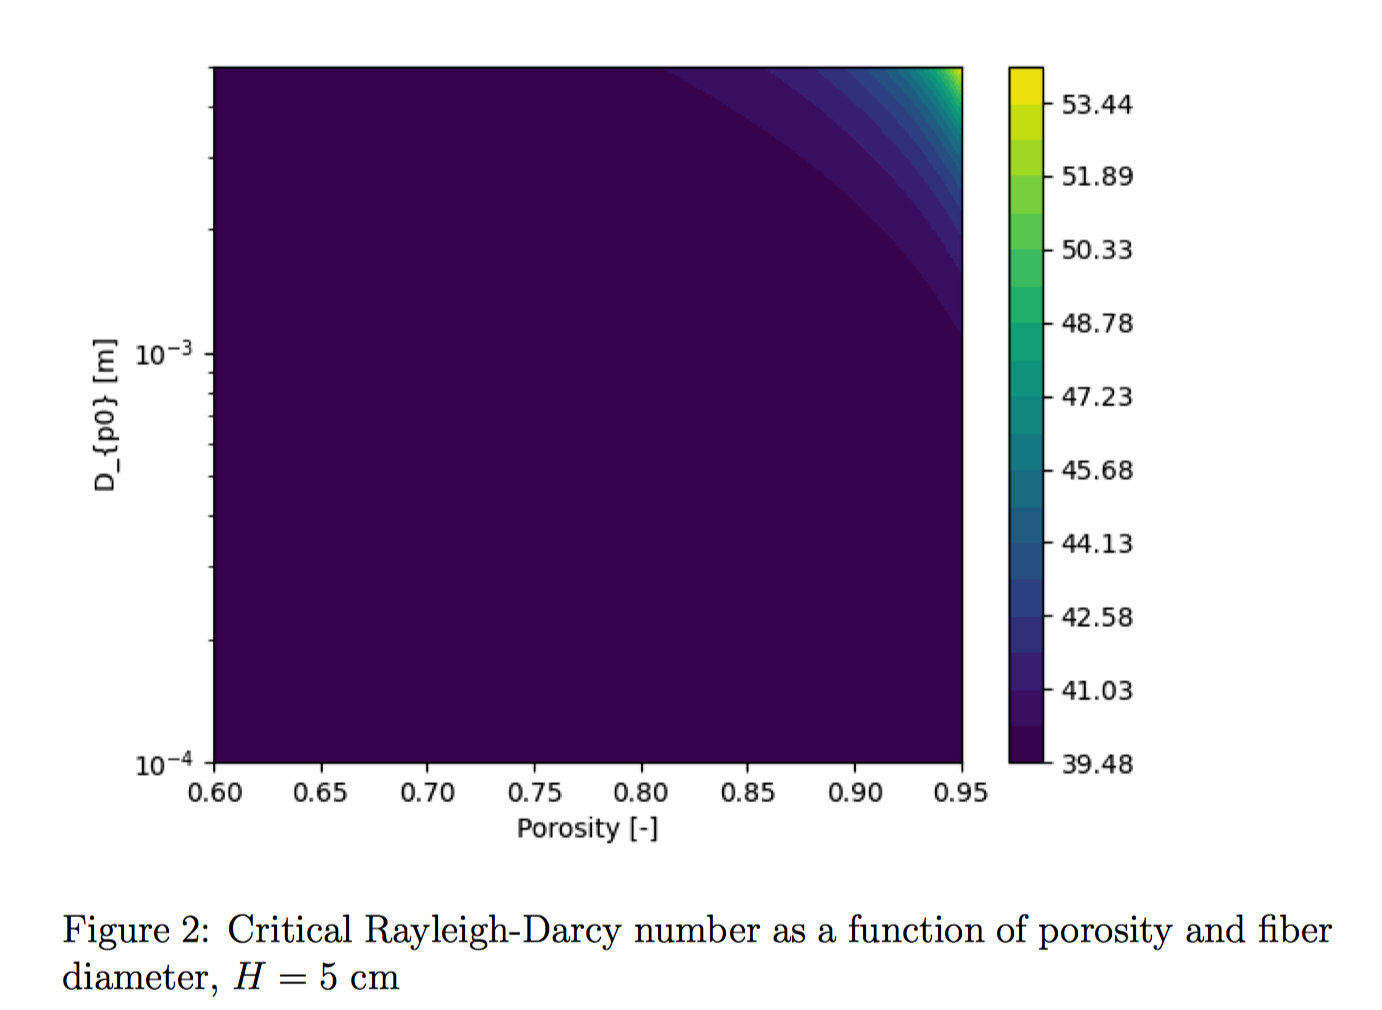 53.44
51.89
50.33
48.78
47.23
45.68
44.13
42.58
41.03
39.48
D_{p0} [m]
10⁻³
10⁻⁴
0.60 0.65 0.70 0.75 0.80 0.85 0.90 0.95
Porosity [-]
Figure 2: Critical Rayleigh-Darcy number as a function of porosity and fiber
diameter, H = 5 cm